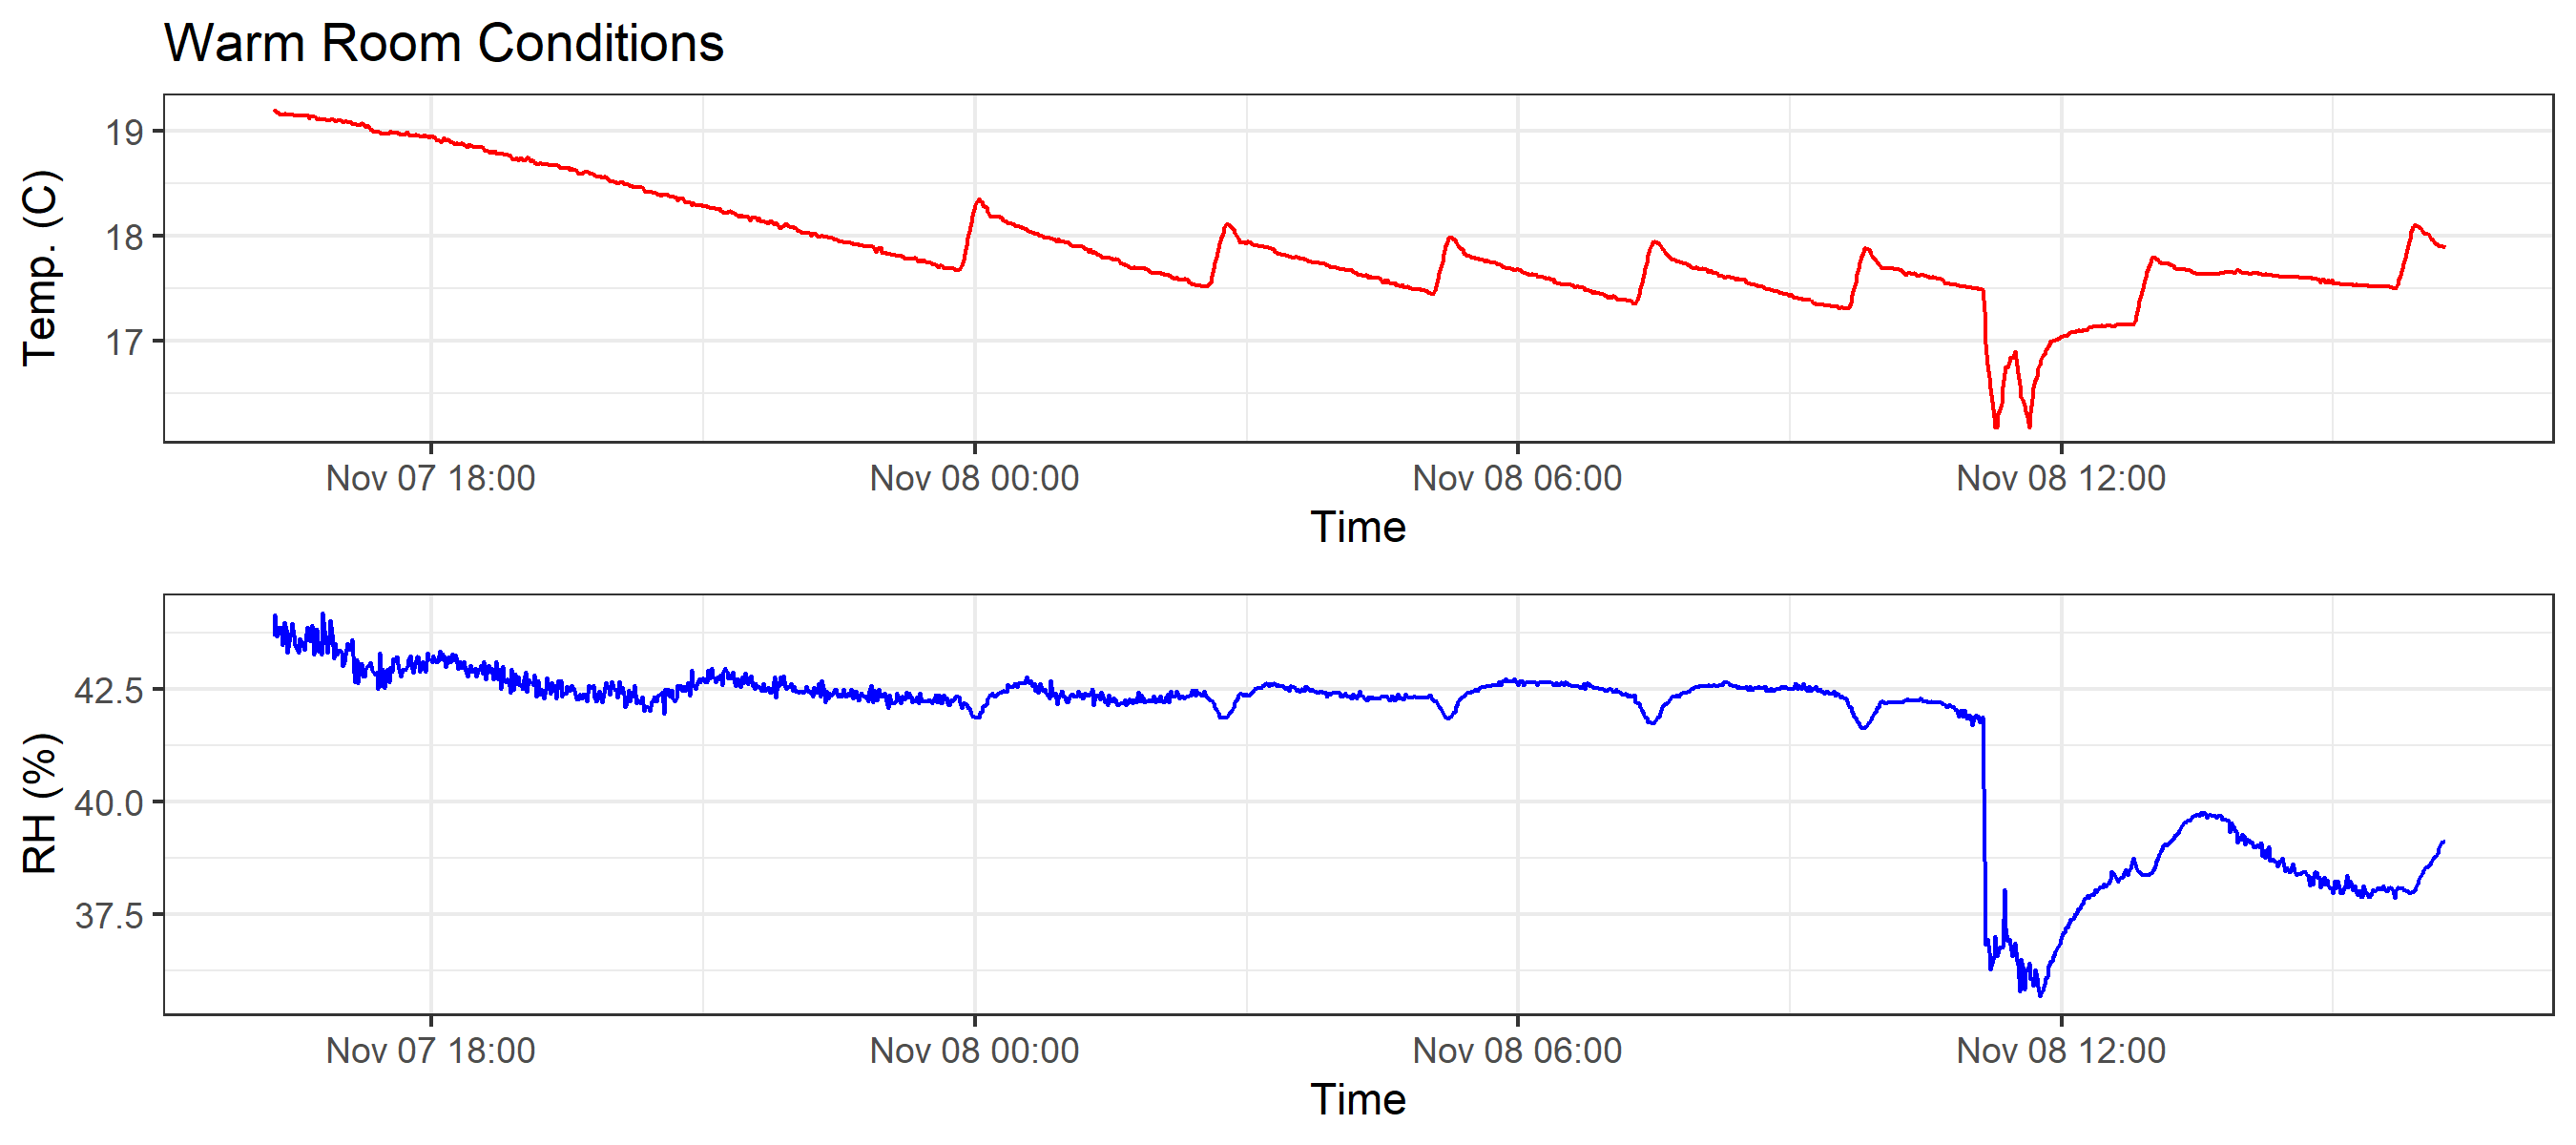 Warm Room Conditions
19
18
17
Temp. (C)
Nov 07 18:00 Nov 08 00:00 Nov 08 06:00 Nov 08 12:00
Time
42.5
40.0
37.5
RH (%)
Nov 07 18:00 Nov 08 00:00 Nov 08 06:00 Nov 08 12:00
Time